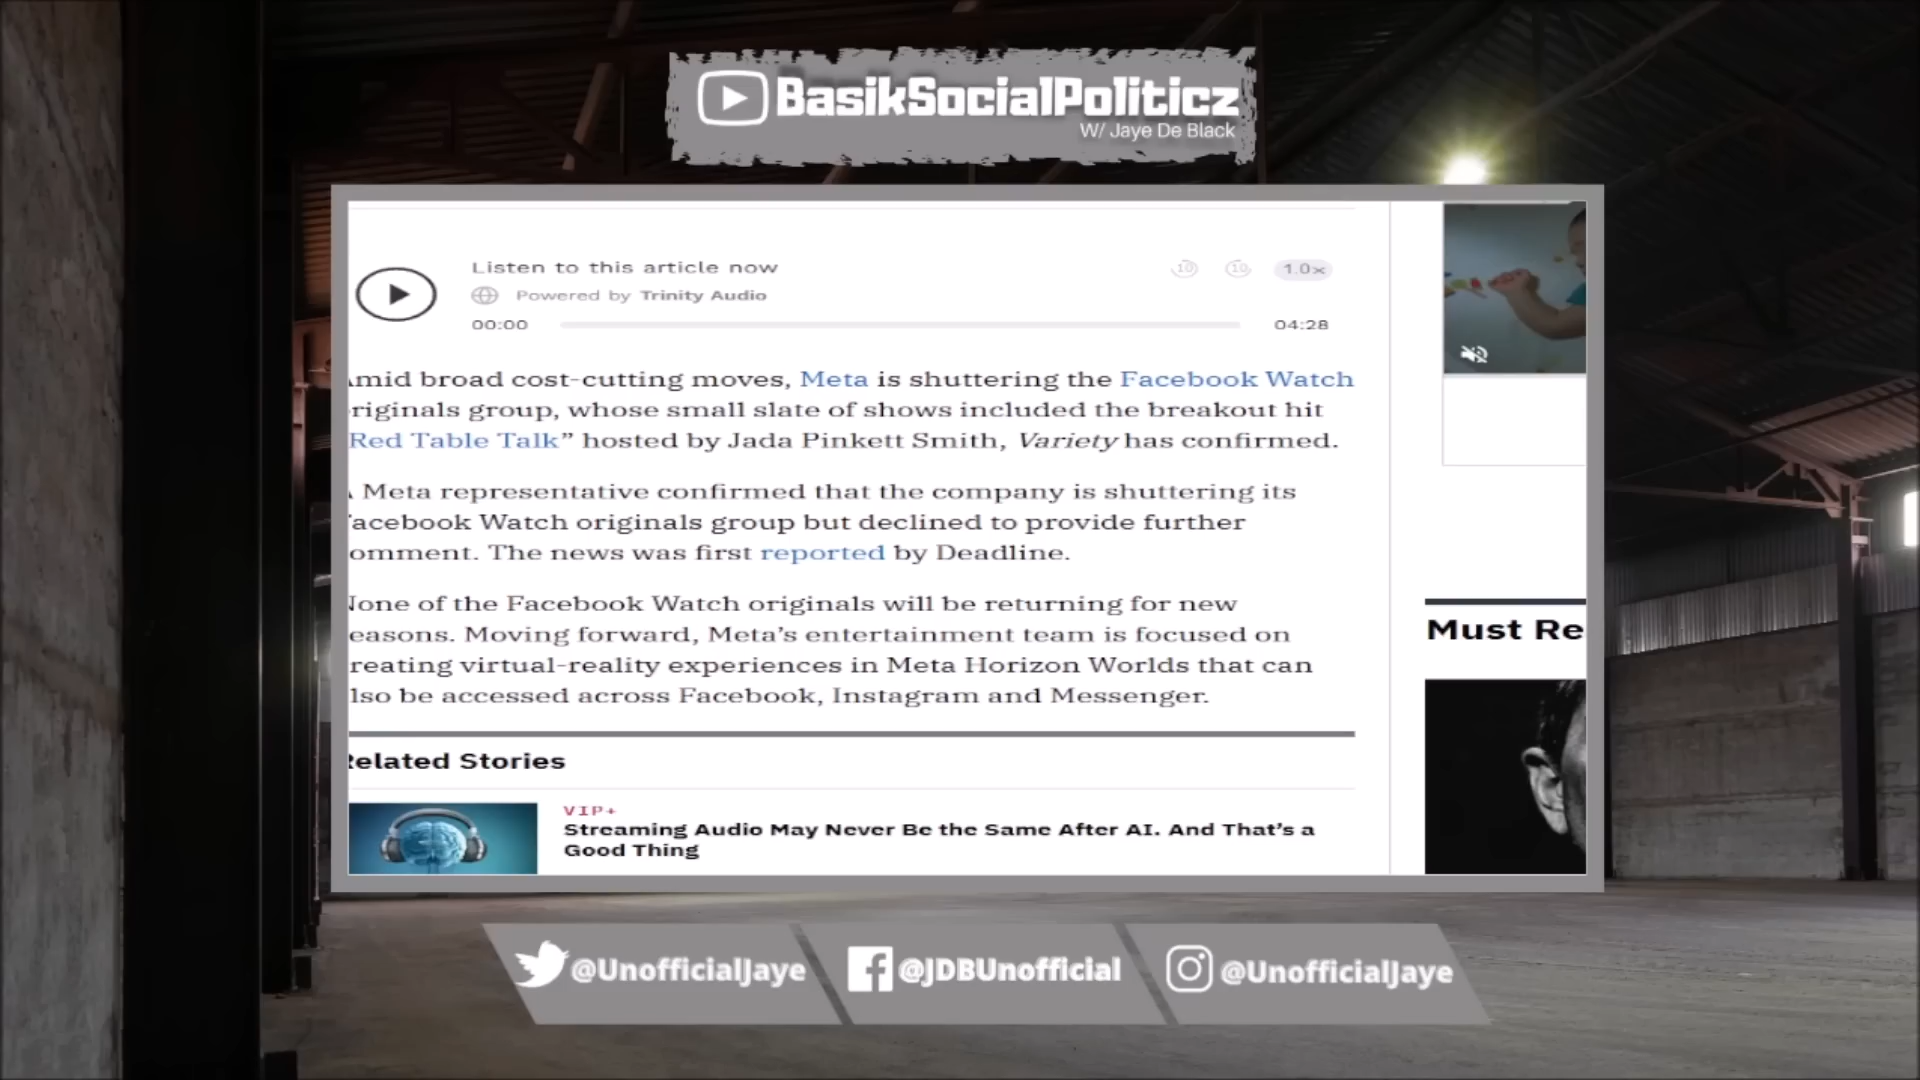 BasikSocialPoliticz
W/ Jaye De Black
Listen to this article now
10 10 1.0x
Powered by Trinity Audio
00:00 04:28
mid broad cost-cutting moves, Meta is shuttering the Facebook Watch
riginals group, whose small slate of shows included the breakout hit
Red Table Talk” hosted by Jada Pinkett Smith, Variety has confirmed.
Meta representative confirmed that the company is shuttering its
acebook Watch originals group but declined to provide further
omment. The news was first reported by Deadline.
one of the Facebook Watch originals will be returning for new
easons. Moving forward, Meta’s entertainment team is focused on
reating virtual-reality experiences in Meta Horizon Worlds that can
lso be accessed across Facebook, Instagram and Messenger.
Must Re
Related Stories
VIP+
Streaming Audio May Never Be the Same After AI. And That’s a
Good Thing
@UnofficialJaye @JDBUnofficial @UnofficialJaye